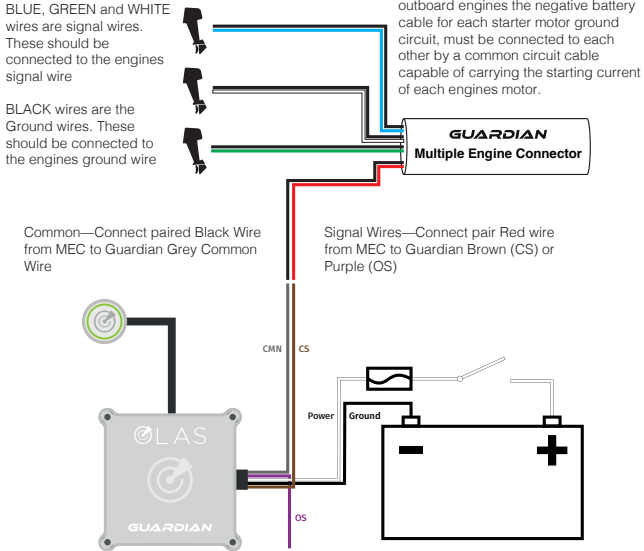 BLUE, GREEN and WHITE
wires are signal wires.
These should be
connected to the engines
signal wire
BLACK wires are the
Ground wires. These
should be connected to
the engines ground wire
outboard engines the negative battery
cable for each starter motor ground
circuit, must be connected to each
other by a common circuit cable
capable of carrying the starting current
of each engines motor.
GUARDIAN
Multiple Engine Connector
Common—Connect paired Black Wire
from MEC to Guardian Grey Common
Wire
Signal Wires—Connect pair Red wire
from MEC to Guardian Brown (CS) or
Purple (OS)
CMN
CS
Power
Ground
OLAS
GUARDIAN
OS